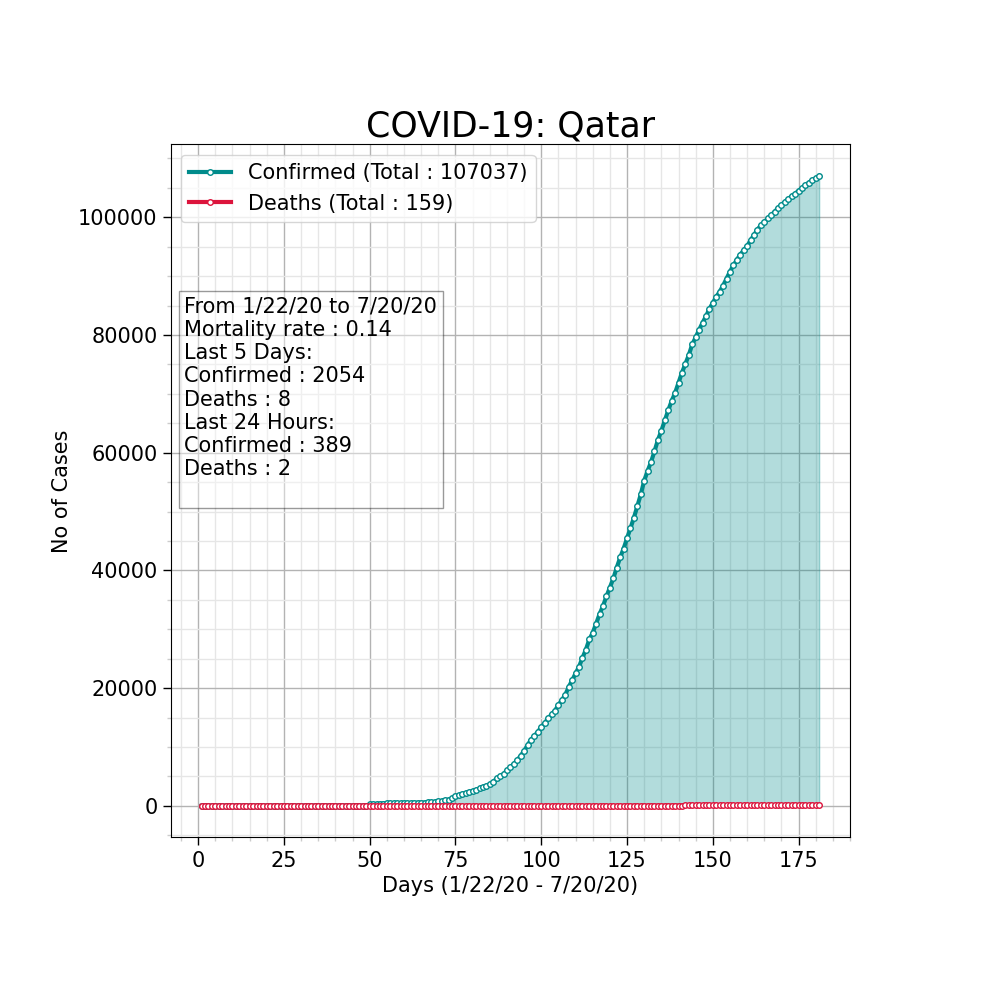 COVID-19: Qatar
Confirmed (Total : 107037)
Deaths (Total : 159)
From 1/22/20 to 7/20/20
Mortality rate : 0.14
Last 5 Days:
Confirmed : 2054
Deaths : 8
Last 24 Hours:
Confirmed : 389
Deaths : 2
No of Cases
100000
80000
60000
40000
20000
0
0 25 50 75 100 125 150 175
Days (1/22/20 - 7/20/20)